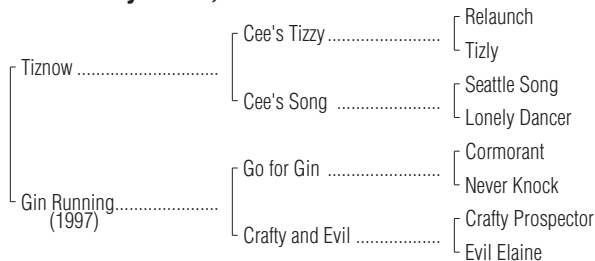 Relaunch
Cee's Tizzy
Tizly
Tiznow
Seattle Song
Cee's Song
Lonely Dancer
Cormorant
Go for Gin
Never Knock
Gin Running
(1997)
Crafty Prospector
Crafty and Evil
Evil Elaine